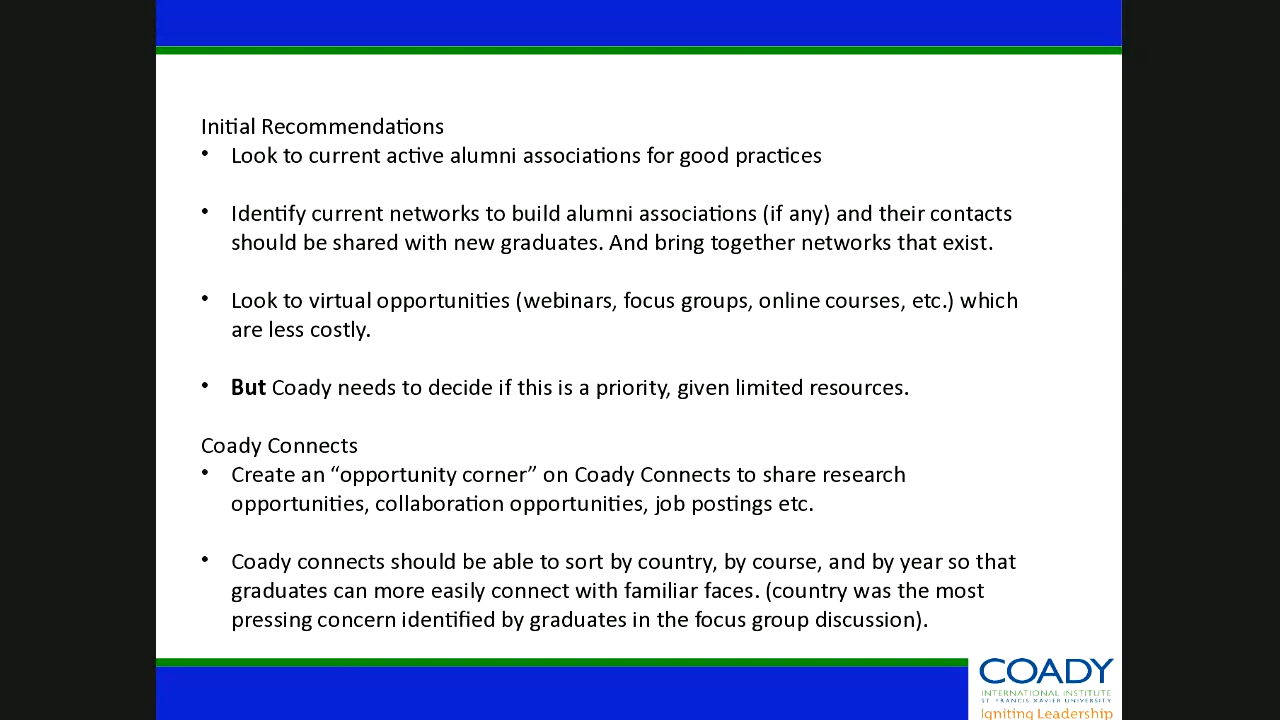 Initial Recommendations
• Look to current active alumni associations for good practices
• Identify current networks to build alumni associations (if any) and their contacts
should be shared with new graduates. And bring together networks that exist.
• Look to virtual opportunities (webinars, focus groups, online courses, etc.) which
are less costly.
• But Coady needs to decide if this is a priority, given limited resources.
Coady Connects
• Create an “opportunity corner” on Coady Connects to share research
opportunities, collaboration opportunities, job postings etc.
• Coady connects should be able to sort by country, by course, and by year so that
graduates can more easily connect with familiar faces. (country was the most
pressing concern identified by graduates in the focus group discussion).
COADY
INTERNATIONAL INSTITUTE
ST. FRANCIS XAVIER UNIVERSITY
Igniting Leadership